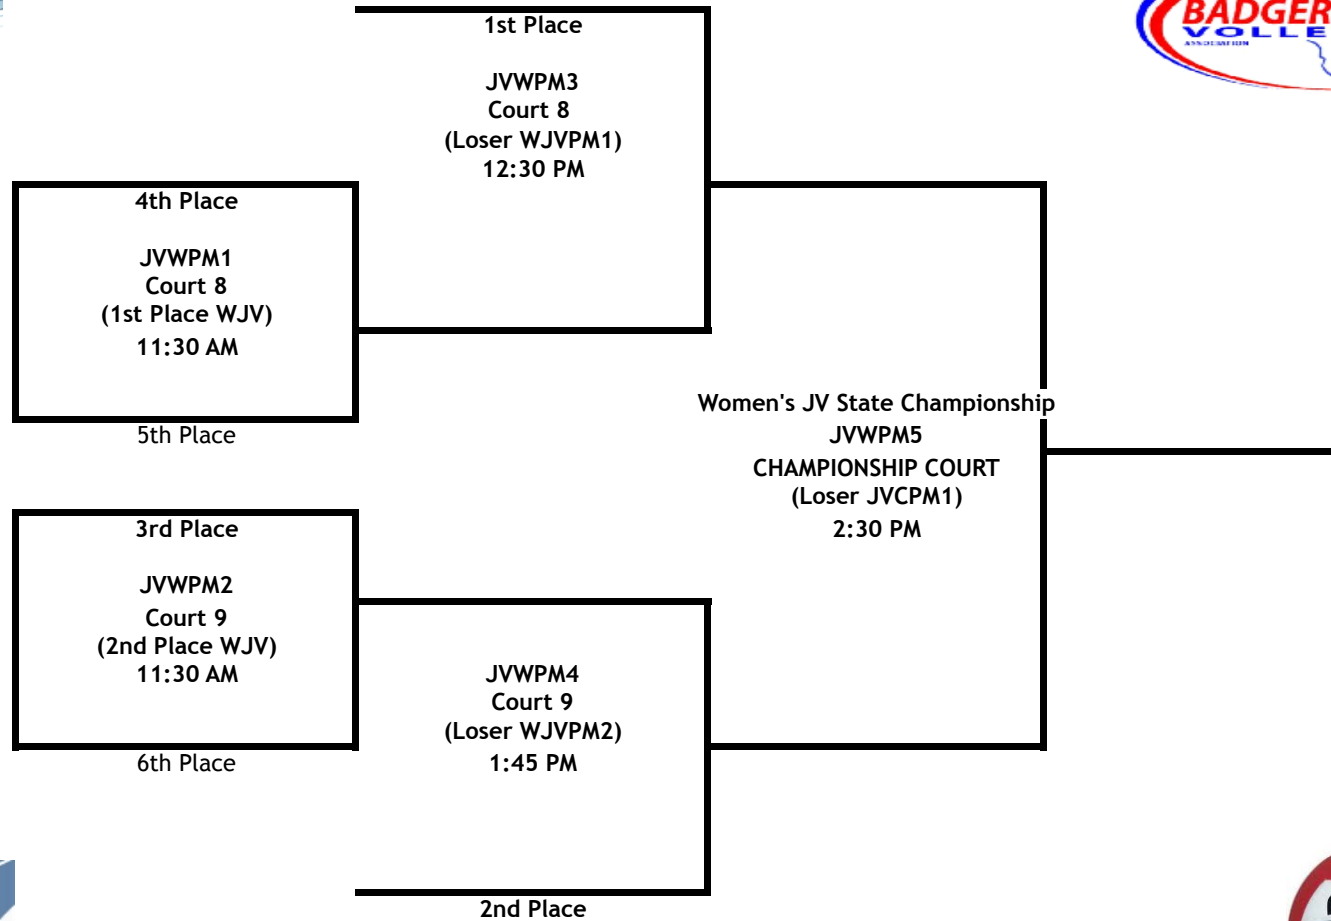 1st Place
JVWPM3
Court 8
(Loser WJVPM1)
12:30 PM
4th Place
JVWPM1
Court 8
(1st Place WJV)
11:30 AM
5th Place
Women's JV State Championship
JVWPM5
CHAMPIONSHIP COURT
(Loser JVCPM1)
2:30 PM
3rd Place
JVWPM2
Court 9
(2nd Place WJV)
11:30 AM
6th Place
JVWPM4
Court 9
(Loser WJVPM2)
1:45 PM
2nd Place
BADGER
VOLLE
ASSOCIATION